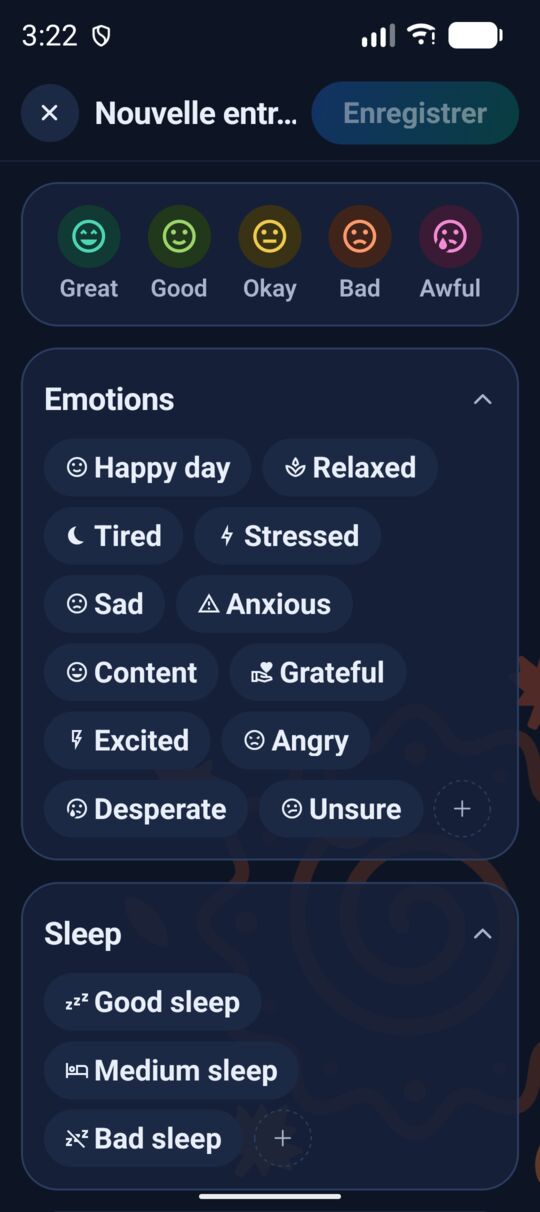 3:22
Nouvelle entr... Enregistrer
Great Good Okay Bad Awful
Emotions
Happy day Relaxed
Tired Stressed
Sad Anxious
Content Grateful
Excited Angry
Desperate Unsure
Sleep
Good sleep
Medium sleep
Bad sleep